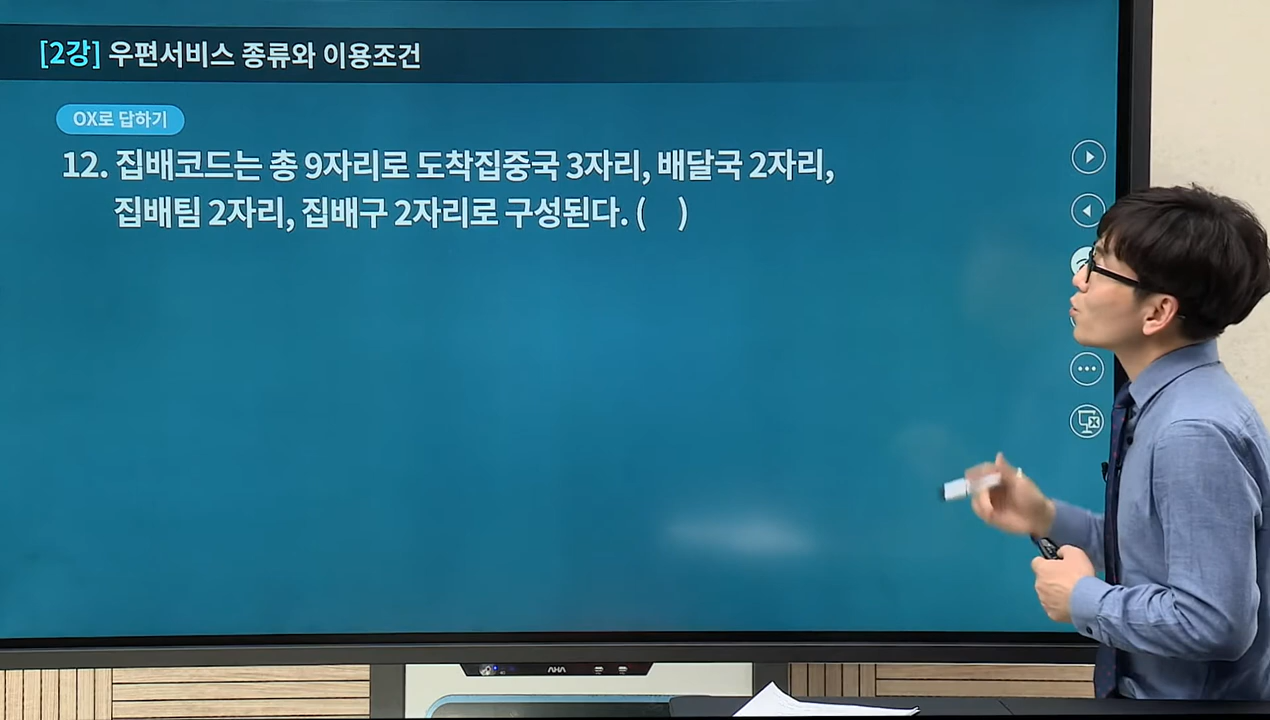 [2강] 우편서비스 종류와 이용조건
OX로 답하기
12. 집배코드는 총 9자리로 도착집중국 3자리, 배달국 2자리,
집배팀 2자리, 집배구 2자리로 구성된다. (    )
AHA